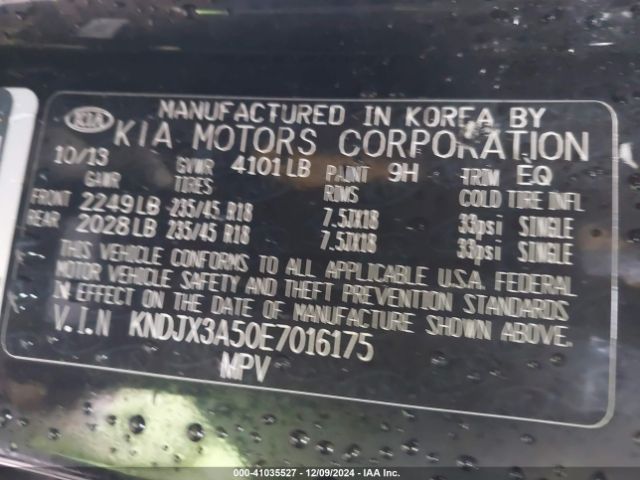 KIA MANUFACTURED IN KOREA BY
KIA MOTORS CORPORATION
10/13 GVWR 4101LB PAINT 9H TRIM EQ
GAWR TIRES RIMS COLD TIRE INFL
FRONT 2249LB 235/45 R18 7.5JX18 33psi SINGLE
REAR 2028LB 235/45 R18 7.5JX18 33psi SINGLE
THIS VEHICLE CONFORMS TO ALL APPLICABLE U.S.A. FEDERAL
MOTOR VEHICLE SAFETY AND THEFT PREVENTION STANDARDS
IN EFFECT ON THE DATE OF MANUFACTURE SHOWN ABOVE.
V.I.N KNDJX3A50E7016175
MPV
000-41035527 - 12/09/2024 - IAA Inc.